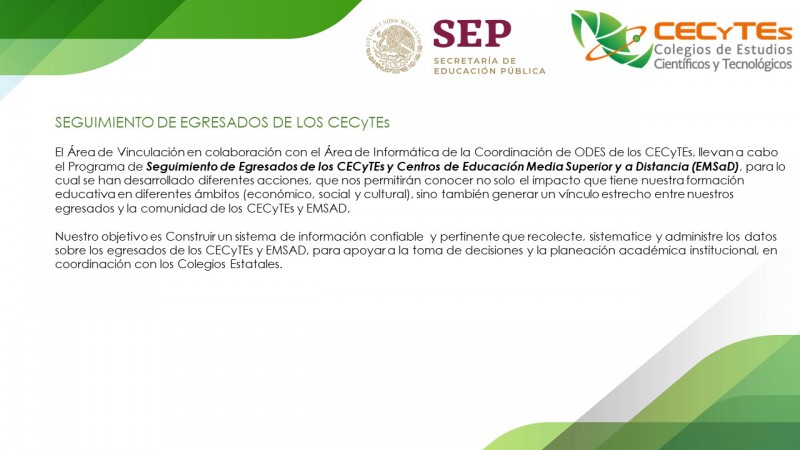 SEP
SECRETARÍA DE
EDUCACIÓN PÚBLICA
CECyTEs
Colegios de Estudios
Científicos y Tecnológicos
SEGUIMIENTO DE EGRESADOS DE LOS CECyTEs
El Área de Vinculación en colaboración con el Área de Informática de la Coordinación de ODES de los CECyTEs, llevan a cabo
el Programa de Seguimiento de Egresados de los CECyTEs y Centros de Educación Media Superior y a Distancia (EMSaD), para lo
cual se han desarrollado diferentes acciones, que nos permitirán conocer no solo el impacto que tiene nuestra formación
educativa en diferentes ámbitos (económico, social y cultural), sino también generar un vínculo estrecho entre nuestros
egresados y la comunidad de los CECyTEs y EMSAD.
Nuestro objetivo es Construir un sistema de información confiable y pertinente que recolecte, sistematice y administre los datos
sobre los egresados de los CECyTEs y EMSAD, para apoyar a la toma de decisiones y la planeación académica institucional, en
coordinación con los Colegios Estatales.